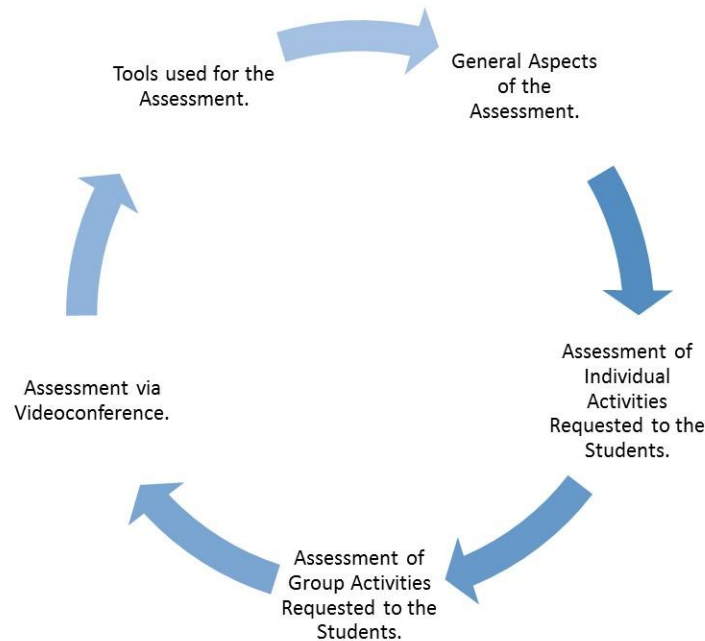 Tools used for the
Assessment.
General Aspects
of the
Assessment.
Assessment of
Individual
Activities
Requested to the
Students.
Assessment of
Group Activities
Requested to the
Students.
Assessment via
Videoconference.